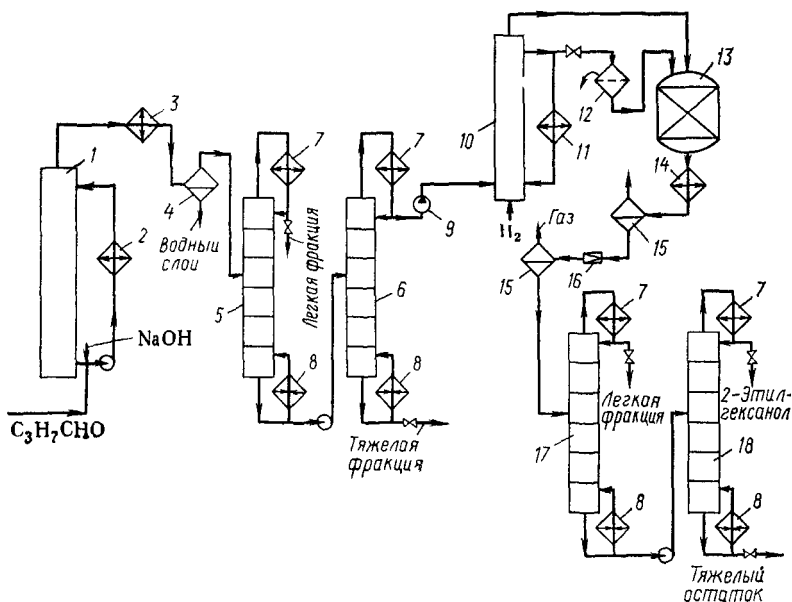 3
1
2
4
Водный
слой
NaOH
C₃H₇CHO
7
Легкая фракция
5
8
7
6
8
Тяжелая
фракция
9
10
H₂
11
12
13
14
15
Газ
15
16
7
Легкая
фракция
17
8
7
2-Этил-
гексанол
18
8
Тяжелый
остаток